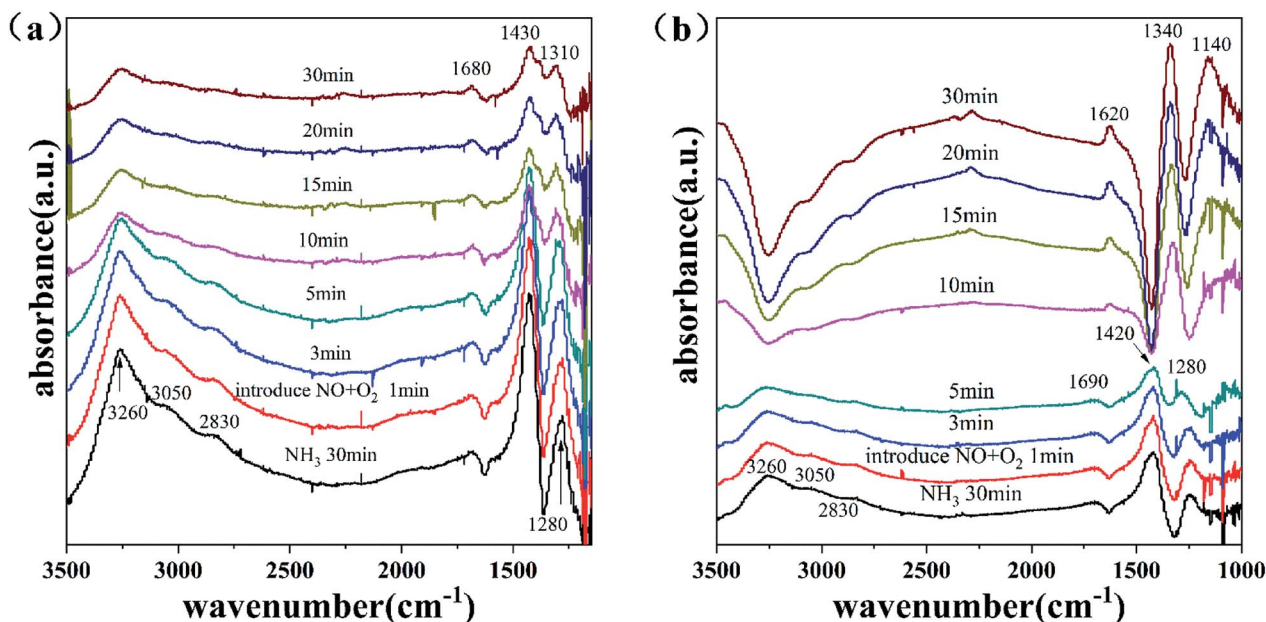 (a)
1430
1310
1680
30min
20min
15min
10min
5min
3min
introduce NO+O2 1min
3260
3050
2830
NH3 30min
1280
absorbance(a.u.)
3500 3000 2500 2000 1500
wavenumber(cm-1)
(b)
1340
1140
30min
1620
20min
15min
10min
1420
1280
1690
5min
3min
introduce NO+O2 1min
3260
3050
NH3 30min
2830
absorbance(a.u.)
3500 3000 2500 2000 1500 1000
wavenumber(cm-1)